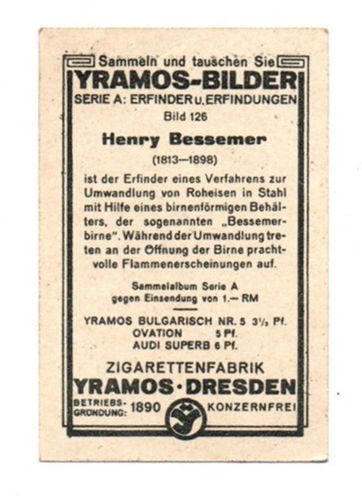 Sammeln und tauschen Sie
YRAMOS-BILDER
SERIE A: ERFINDER u. ERFINDUNGEN
Bild 126
Henry Bessemer
(1813—1898)
ist der Erfinder eines Verfahrens zur
Umwandlung von Roheisen in Stahl
mit Hilfe eines birnenförmigen Behäl-
ters, der sogenannten „Bessemer-
birne“. Während der Umwandlung tre-
ten an der Öffnung der Birne pracht-
volle Flammenerscheinungen auf.
Sammelalbum Serie A
gegen Einsendung von 1.— RM
YRAMOS BULGARISCH NR. 5 3⅓ Pf.
OVATION 5 Pf.
AUDI SUPERB 6 Pf.
ZIGARETTENFABRIK
YRAMOS·DRESDEN
BETRIEBS-
GRÜNDUNG: 1890 KONZERNFREI